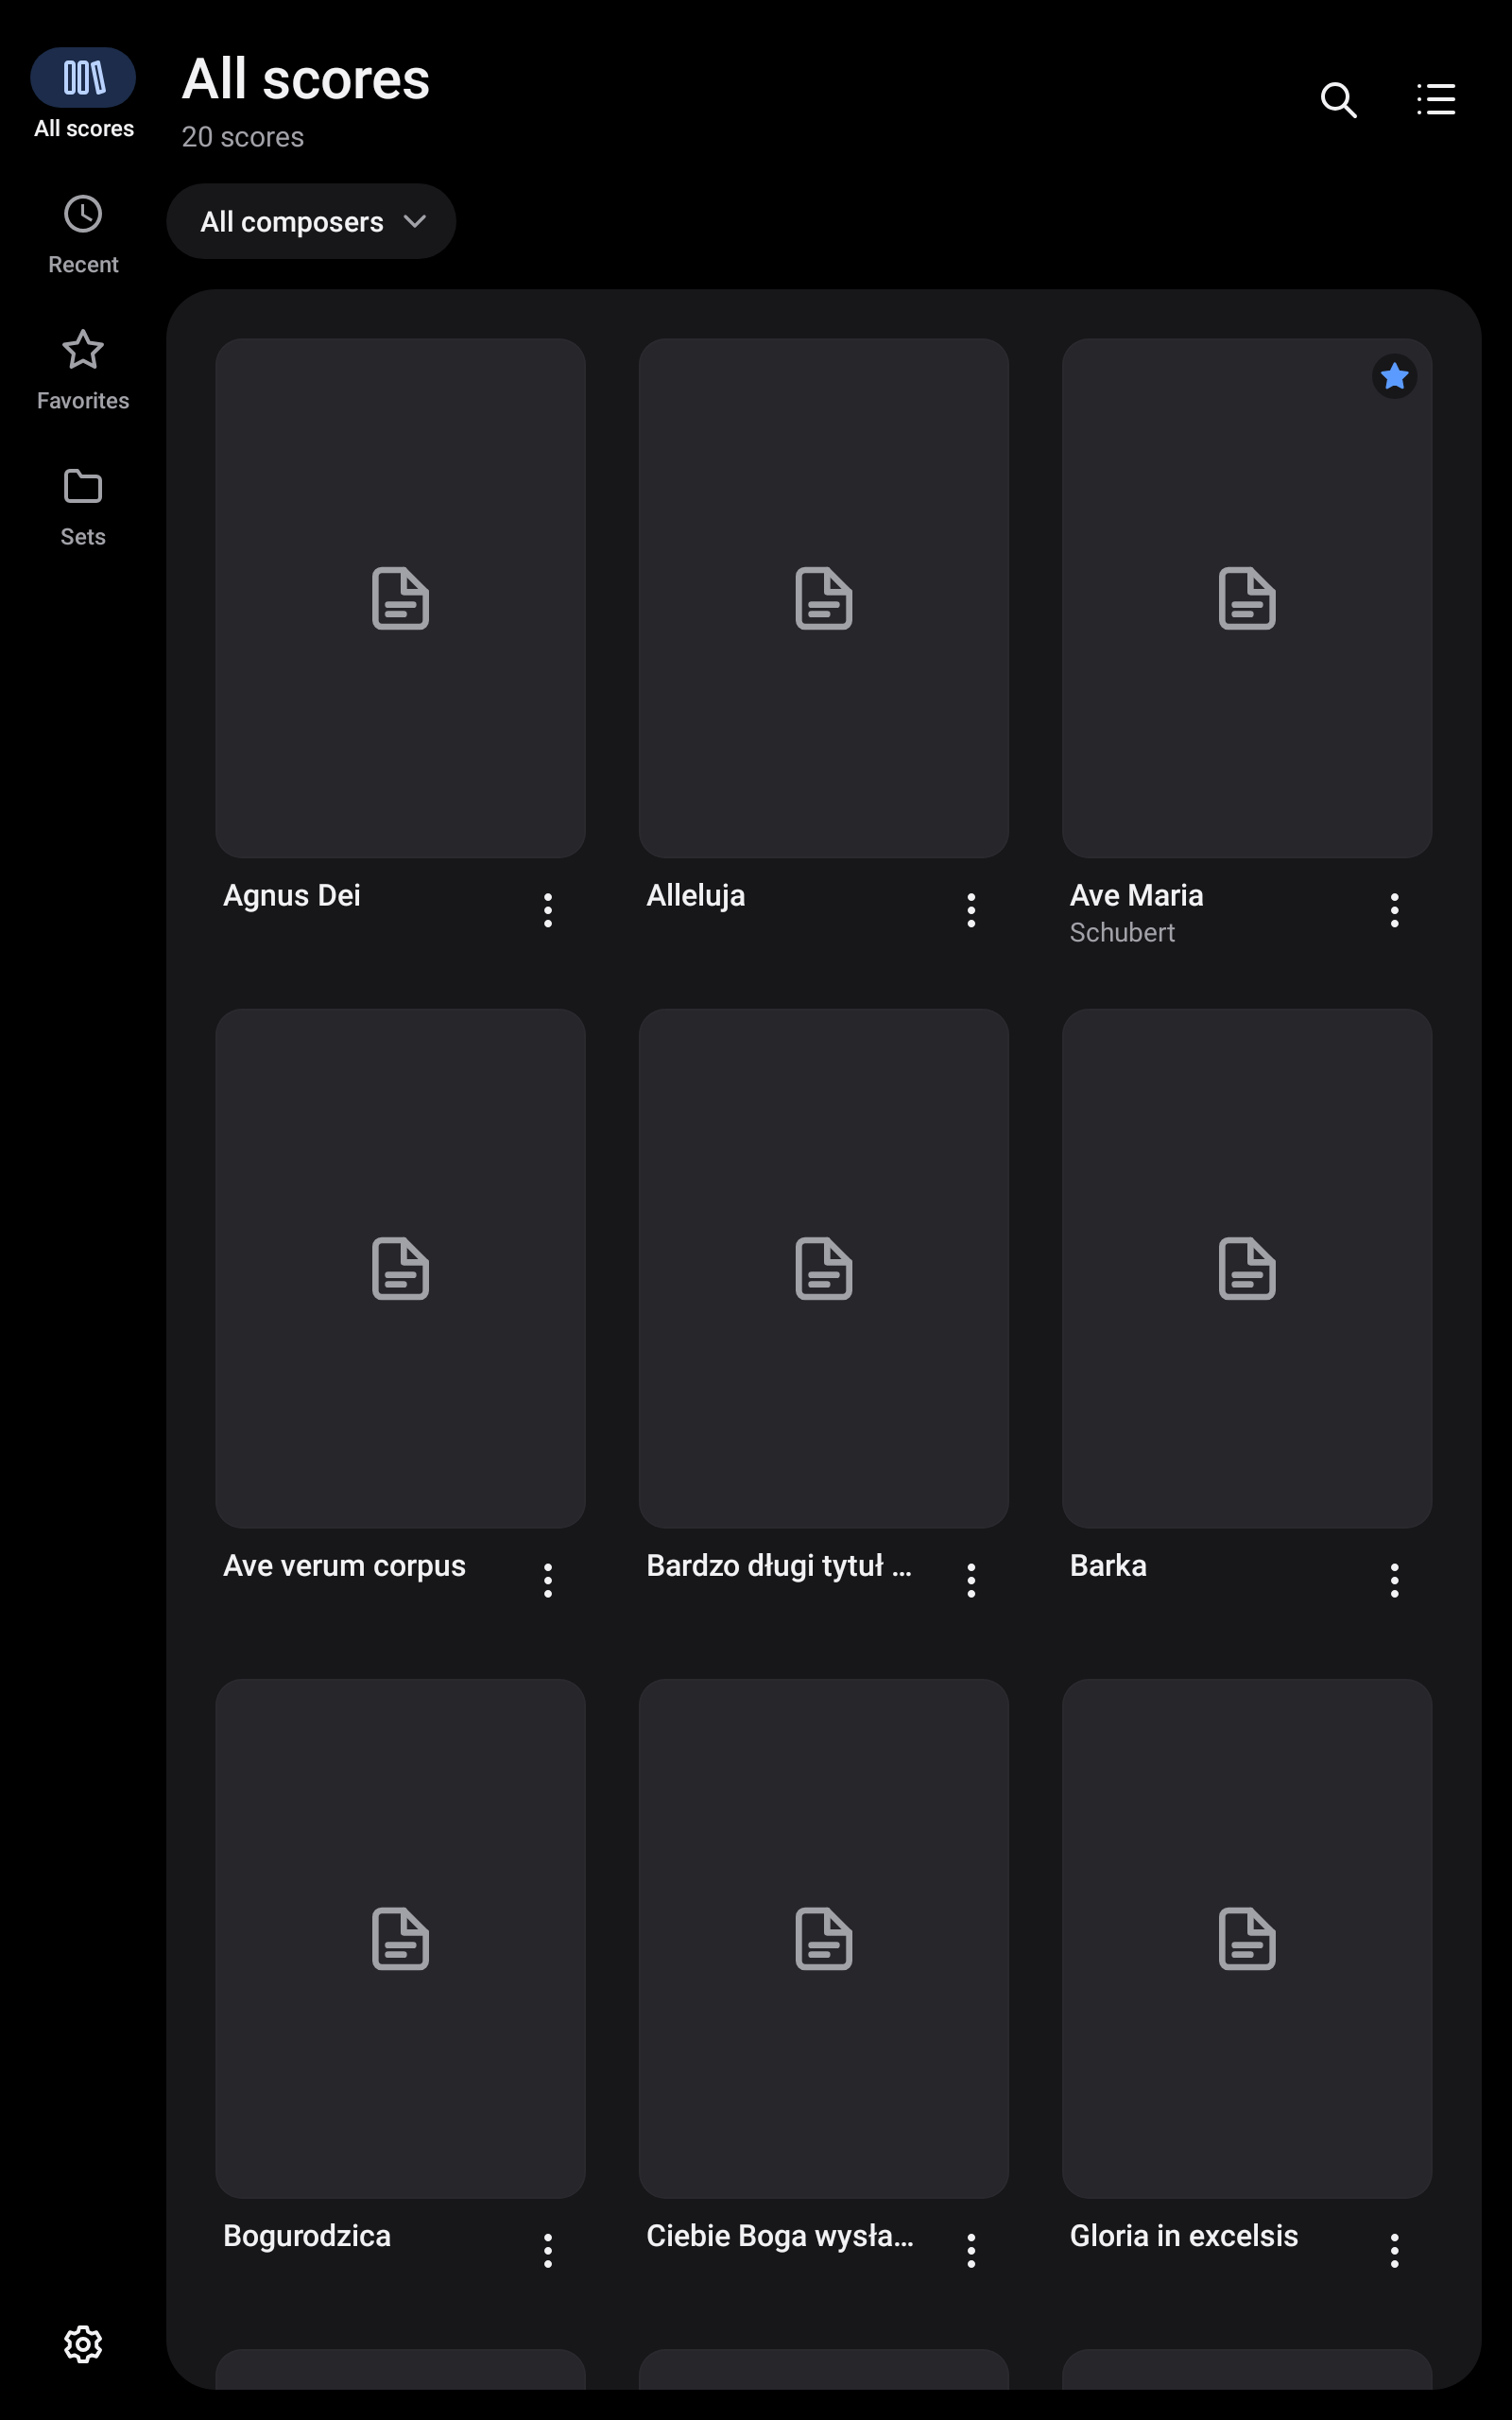 All scores
20 scores
All scores
Recent
Favorites
Sets
All composers
Agnus Dei
Alleluja
Ave Maria
Schubert
Ave verum corpus
Bardzo długi tytuł ...
Barka
Bogurodzica
Ciebie Boga wysła...
Gloria in excelsis